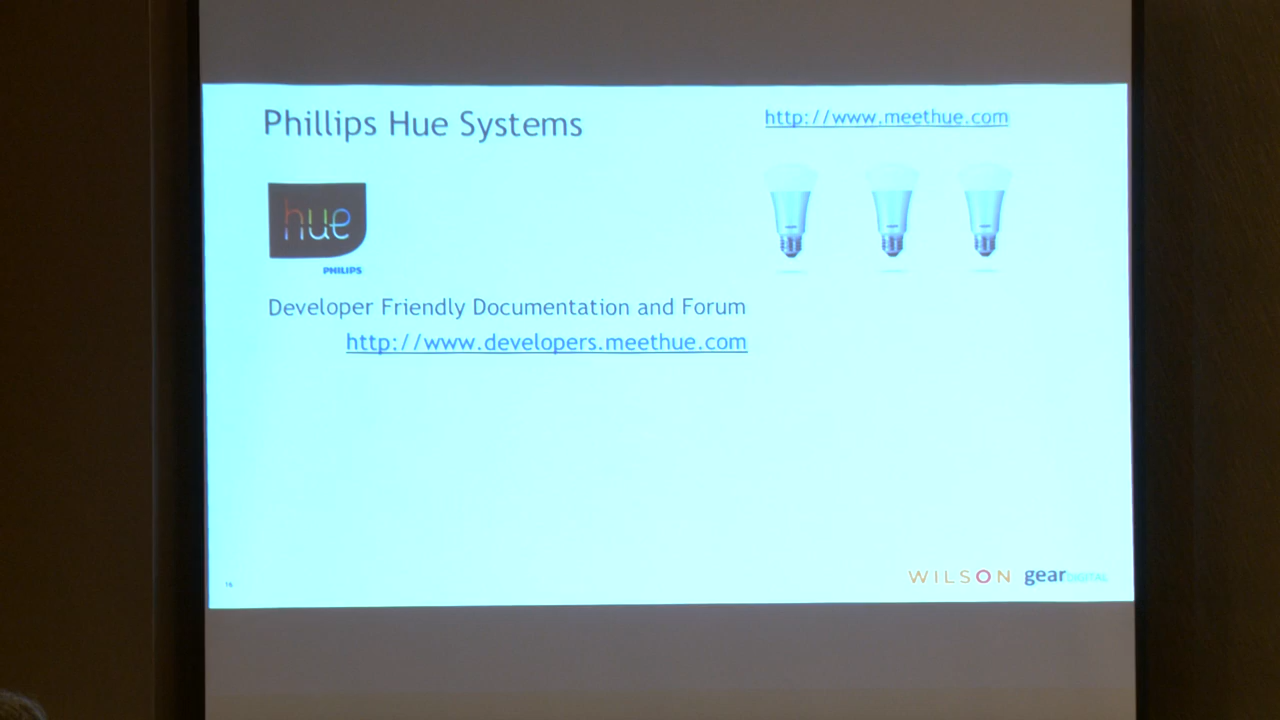 Phillips Hue Systems
http://www.meethue.com
hue
PHILIPS
Developer Friendly Documentation and Forum
http://www.developers.meethue.com
WILSON gearDIGITAL